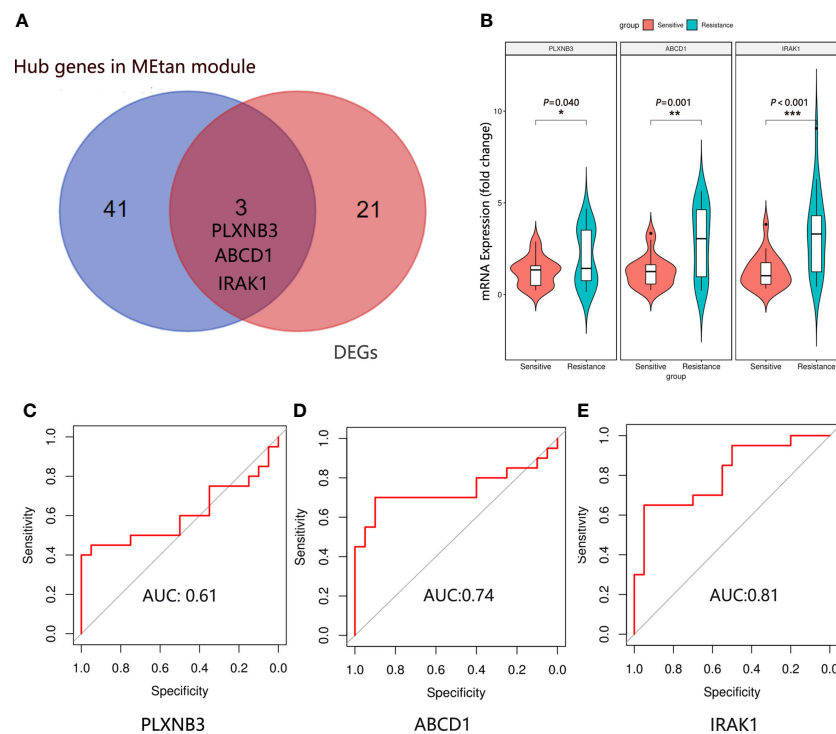 A
Hub genes in MEtan module
41
3
21
PLXNB3
ABCD1
IRAK1
DEGs
B
group Sensitive Resistance
PLXNB3 ABCD1 IRAK1
mRNA Expression (fold change)
10
5
0
P=0.040
*
P=0.001
**
P<0.001
***
Sensitive Resistance Sensitive Resistance Sensitive Resistance
group
C
Sensitivity
1.0
0.8
0.6
0.4
0.2
0.0
AUC: 0.61
1.0 0.8 0.6 0.4 0.2 0.0
Specificity
PLXNB3
D
Sensitivity
1.0
0.8
0.6
0.4
0.2
0.0
AUC:0.74
1.0 0.8 0.6 0.4 0.2 0.0
Specificity
ABCD1
E
Sensitivity
1.0
0.8
0.6
0.4
0.2
0.0
AUC:0.81
1.0 0.8 0.6 0.4 0.2 0.0
Specificity
IRAK1